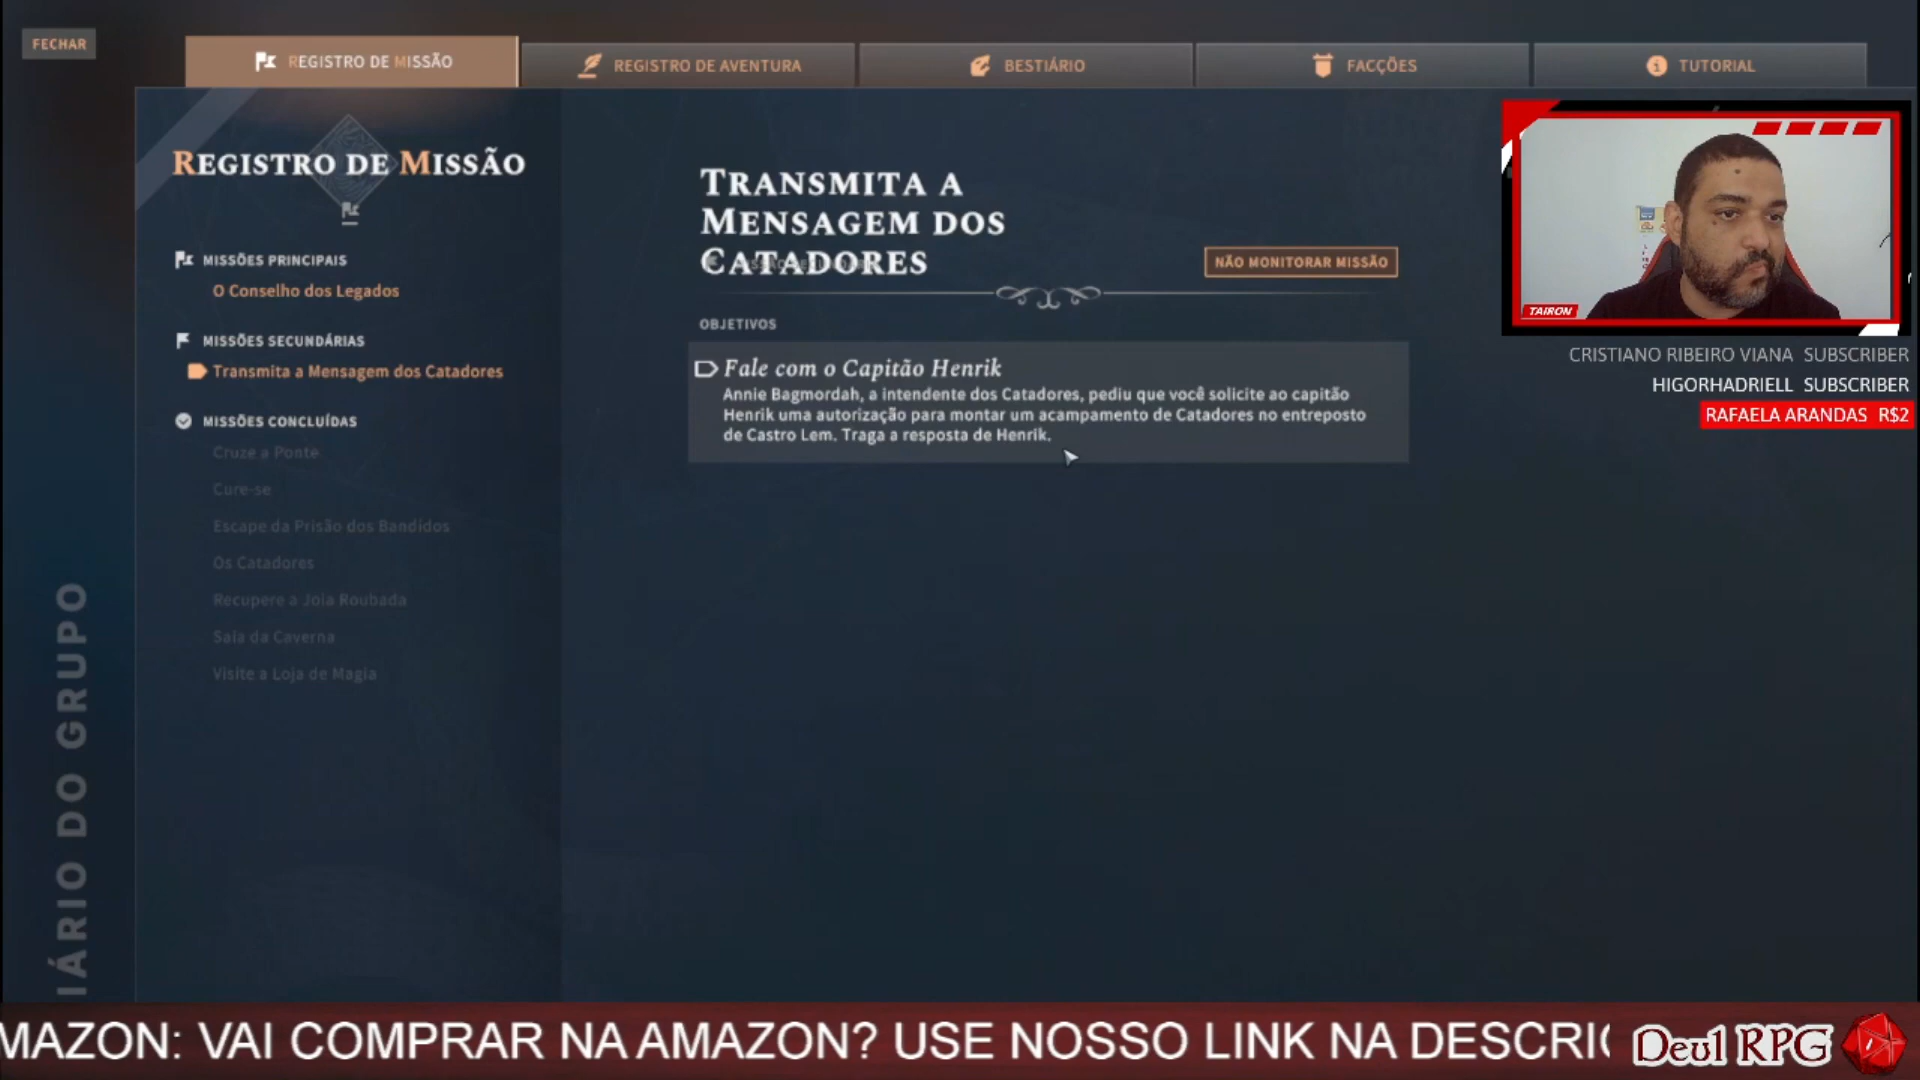 FECHAR
REGISTRO DE MISSÃO
REGISTRO DE AVENTURA
BESTIÁRIO
FACÇÕES
TUTORIAL
REGISTRO DE MISSÃO
MISSÕES PRINCIPAIS
O Conselho dos Legados
MISSÕES SECUNDÁRIAS
Transmita a Mensagem dos Catadores
MISSÕES CONCLUÍDAS
Cruze a Ponte
Cure-se
Escape da Prisão dos Bandidos
Os Catadores
Recupere a Joia Roubada
Saia da Caverna
Visite a Loja de Magia
TRANSMITA A
MENSAGEM DOS
CATADORES
NÃO MONITORAR MISSÃO
OBJETIVOS
Fale com o Capitão Henrik
Annie Bagmordah, a intendente dos Catadores, pediu que você solicite ao capitão
Henrik uma autorização para montar um acampamento de Catadores no entreposto
de Castro Lem. Traga a resposta de Henrik.
TAIRON
CRISTIANO RIBEIRO VIANA SUBSCRIBER
HIGORHADRIELL SUBSCRIBER
RAFAELA ARANDAS R$2
IÁRIO DO GRUPO
MAZON: VAI COMPRAR NA AMAZON? USE NOSSO LINK NA DESCRIÇ
Deu1 RPG